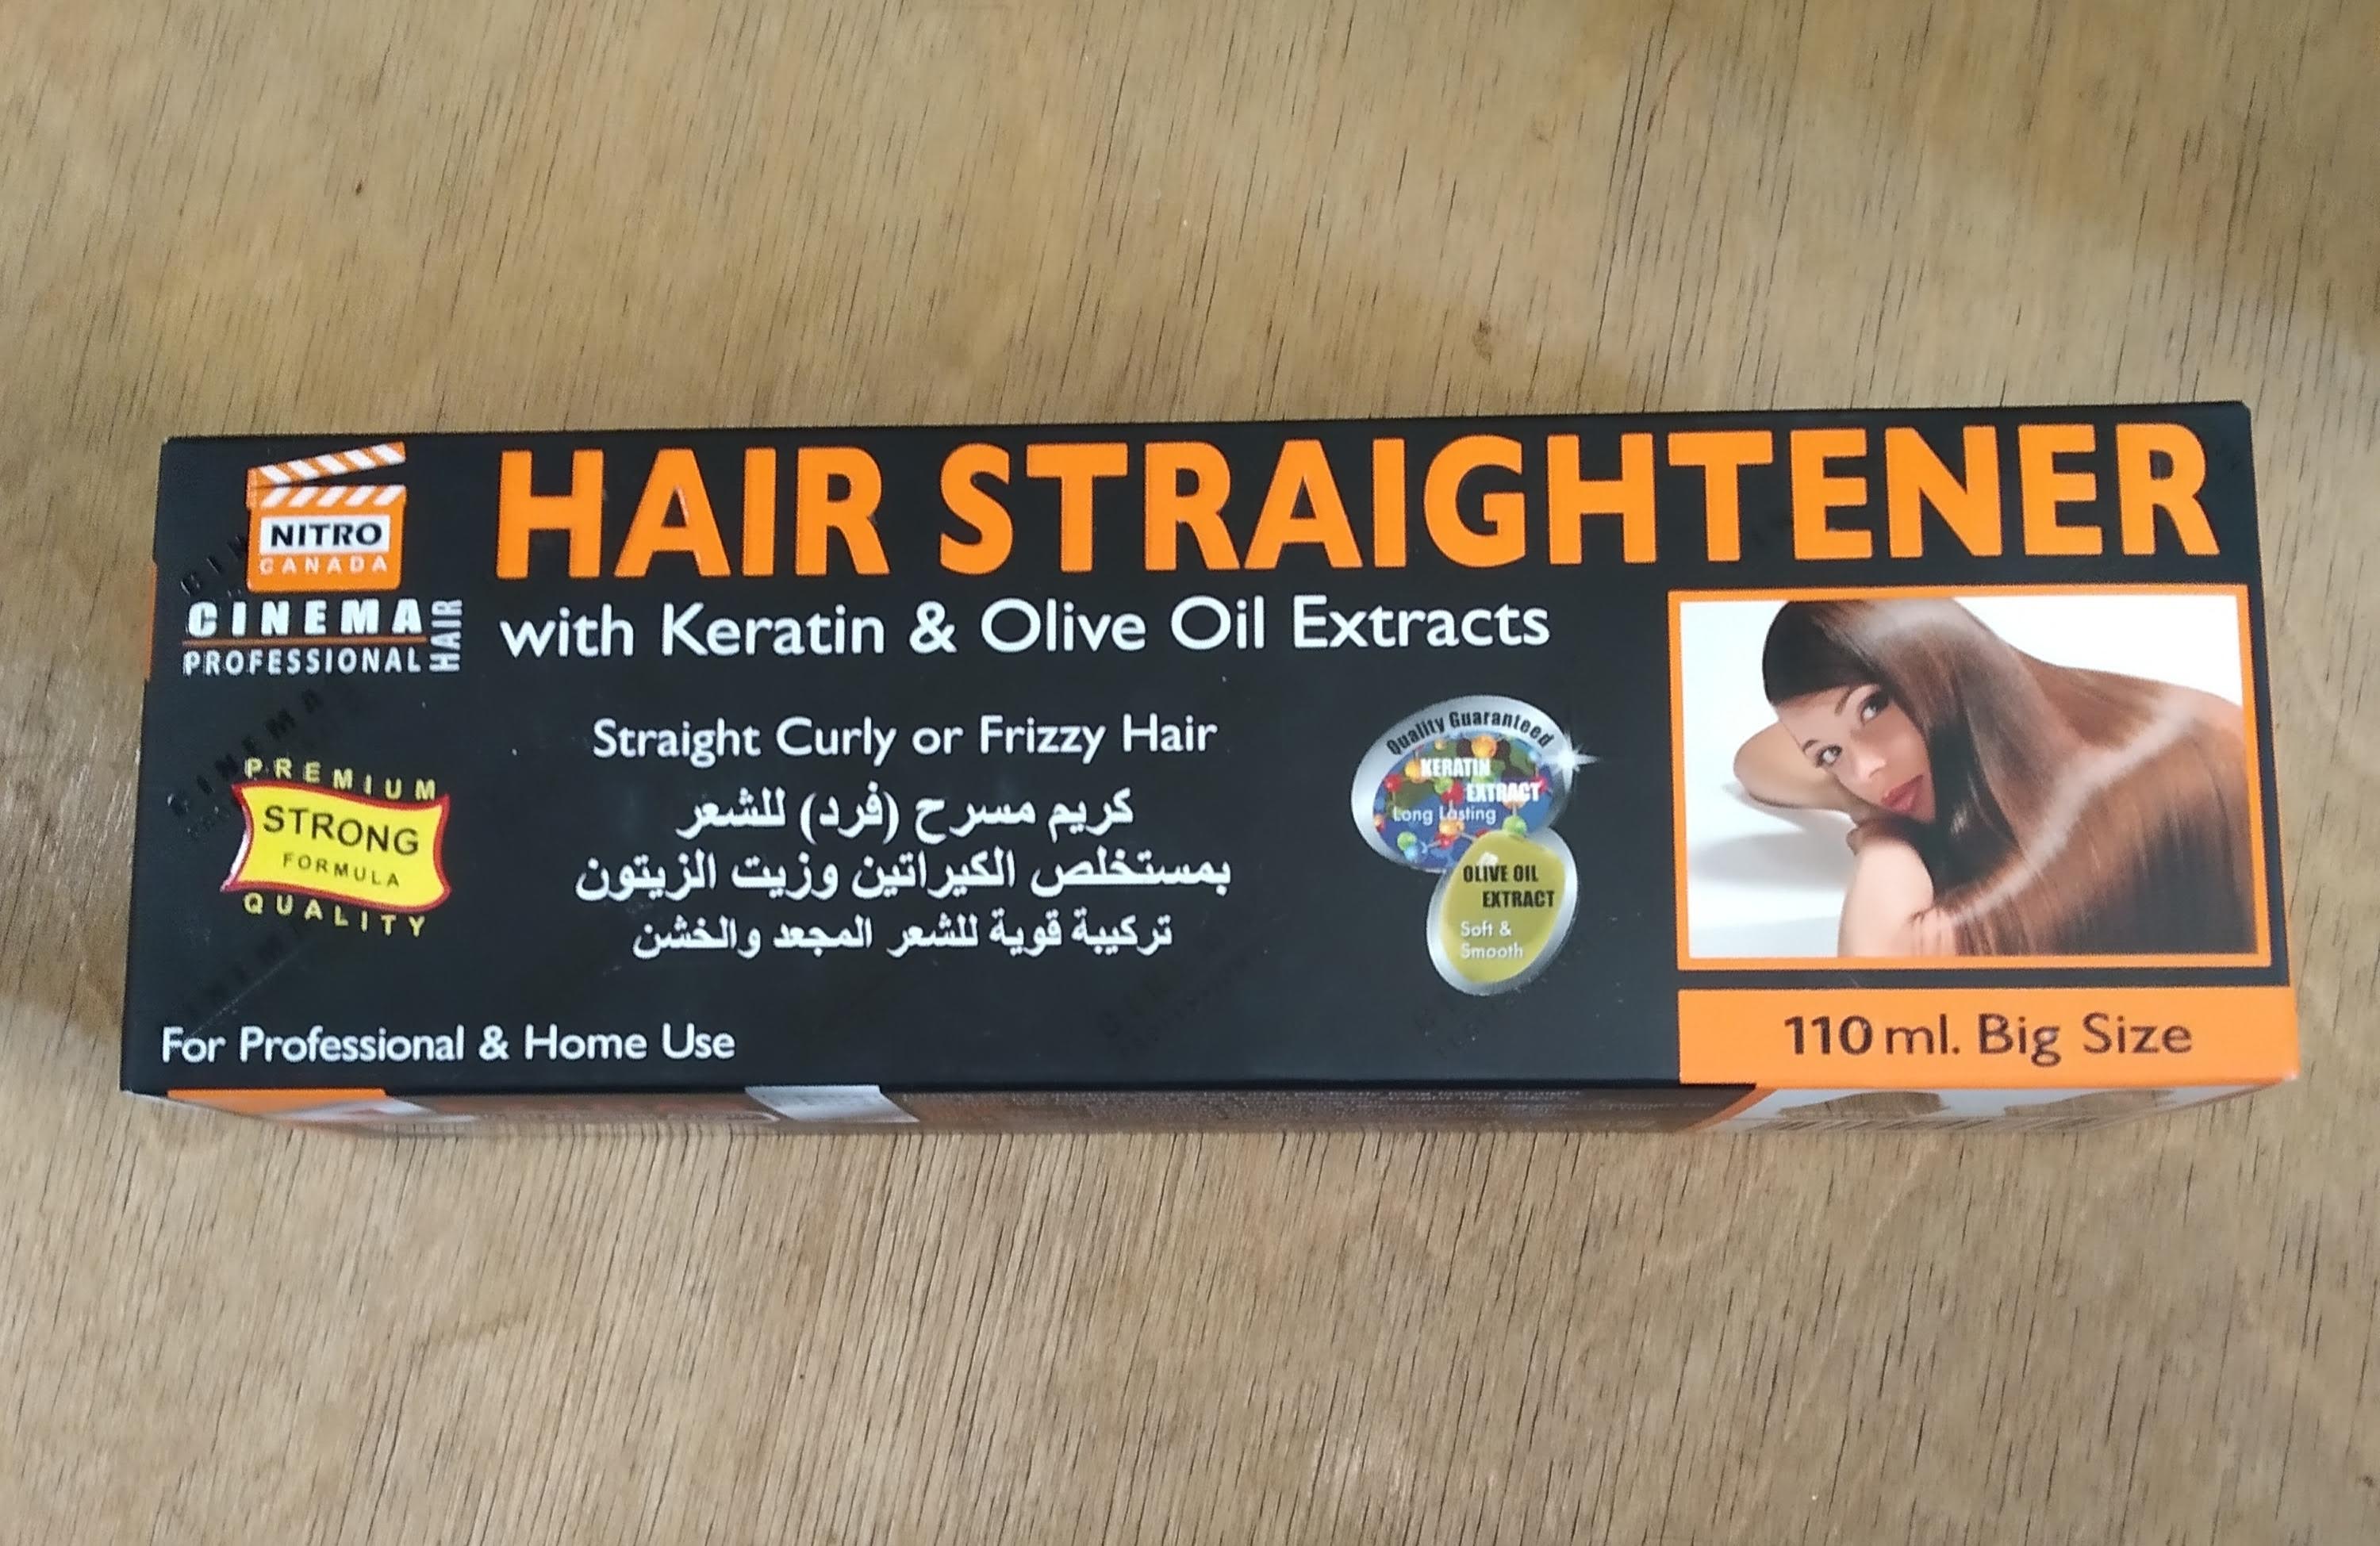 NITRO
CANADA
CINEMA
PROFESSIONAL
HAIR
HAIR STRAIGHTENER
with Keratin & Olive Oil Extracts
Straight Curly or Frizzy Hair
كريم مسرح (فرد) للشعر
بمستخلص الكيراتين وزيت الزيتون
تركيبة قوية للشعر المجعد والخشن
PREMIUM
STRONG
FORMULA
QUALITY
Quality Guaranteed
KERATIN
EXTRACT
Long Lasting
OLIVE OIL
EXTRACT
Soft &
Smooth
For Professional & Home Use
110 ml. Big Size